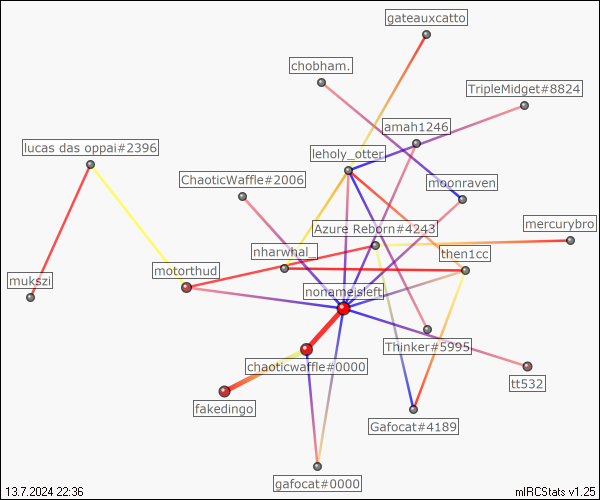 gateauxcatto
chobham.
TripleMidget#8824
amah1246
lucas das oppai#2396
leholy_otter
ChaoticWaffle#2006
moonraven
Azure Reborn#4243
mercurybro
nharwhal_
then1cc
motorthud
mukszi
nonameisleft
Thinker#5995
chaoticwaffle#0000
tt532
fakedingo
Gafocat#4189
gafocat#0000
13.7.2024 22:36
mIRCStats v1.25